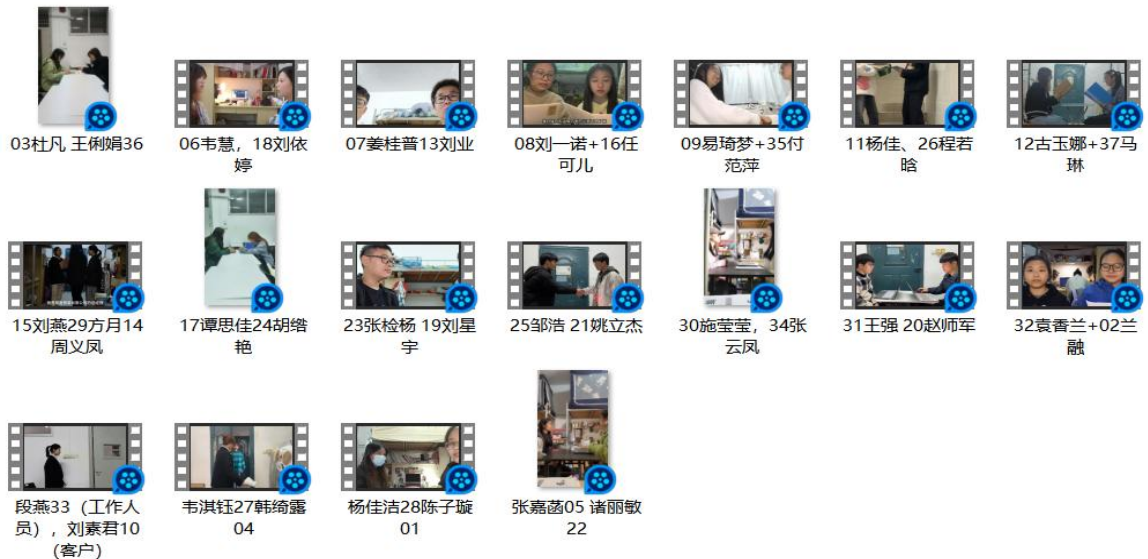 03杜凡 王俐娟36
06韦慧，18刘依
婷
07姜桂普13刘业
08刘一诺+16任
可儿
09易琦梦+35付
范萍
11杨佳、26程若
晗
12古玉娜+37马
琳
15刘燕29方月14
周义凤
17谭思佳24胡绺
艳
23张检杨 19刘星
宇
25邹浩 21姚立杰
30施莹莹，34张
云凤
31王强 20赵师军
32袁香兰+02兰
融
段燕33（工作人
员），刘素君10
（客户）
韦淇钰27韩绮露
04
杨佳洁28陈子璇
01
张嘉菡05 诸丽敏
22